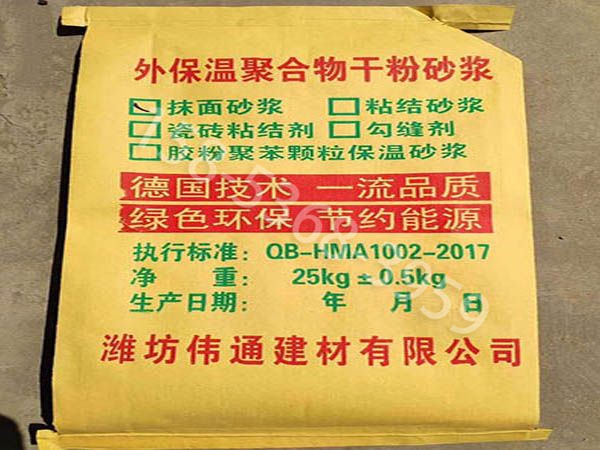 外保温聚合物干粉砂浆
☑抹面砂浆 □粘结砂浆
□瓷砖粘结剂 □勾缝剂
□胶粉聚苯颗粒保温砂浆
德国技术 一流品质
绿色环保 节约能源
执行标准：QB-HMA1002-2017
净 重： 25kg±0.5kg
生产日期： 年 月 日
潍坊伟通建材有限公司